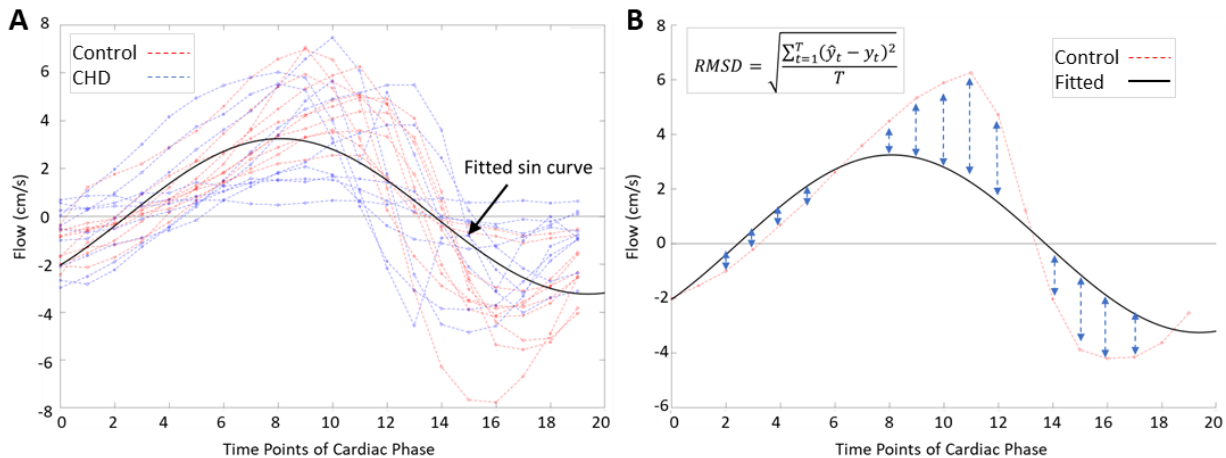 A
Control
CHD
Fitted sin curve
Flow (cm/s)
8
6
4
2
0
-2
-4
-6
-8
0 2 4 6 8 10 12 14 16 18 20
Time Points of Cardiac Phase
B
RMSD = √(∑ᵀₜ₌₁(ŷₜ − yₜ)² / T)
Control
Fitted
Flow (cm/s)
8
6
4
2
0
-2
-4
-6
0 2 4 6 8 10 12 14 16 18 20
Time Points of Cardiac Phase